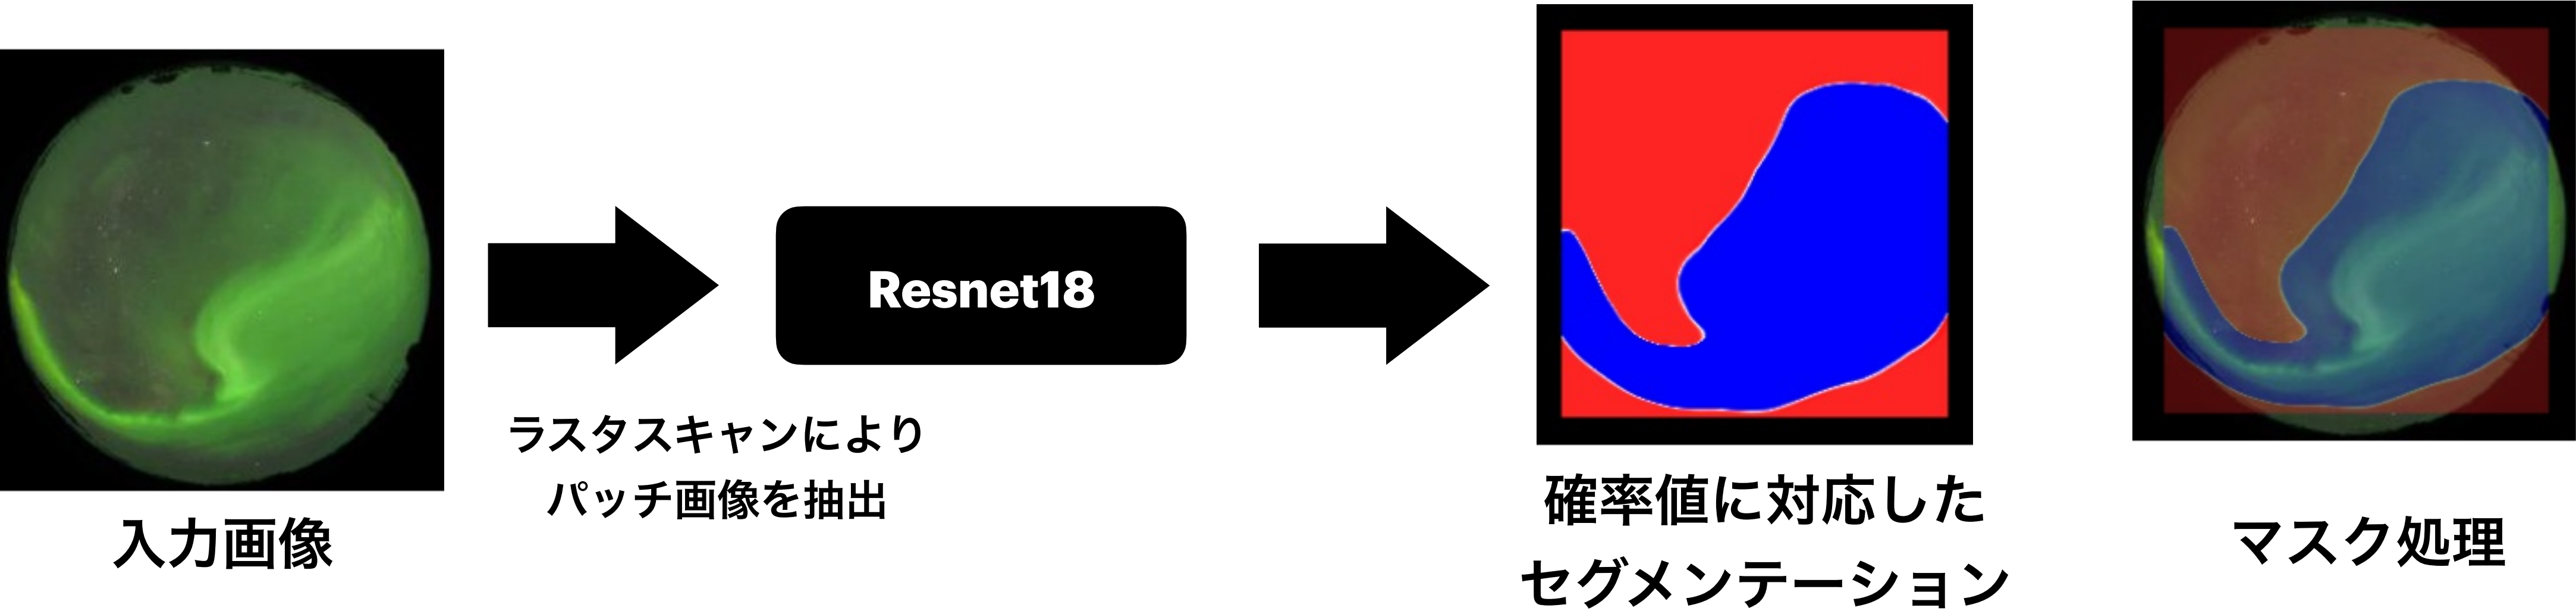 入力画像
ラスタスキャンにより
パッチ画像を抽出
Resnet18
確率値に対応した
セグメンテーション
マスク処理